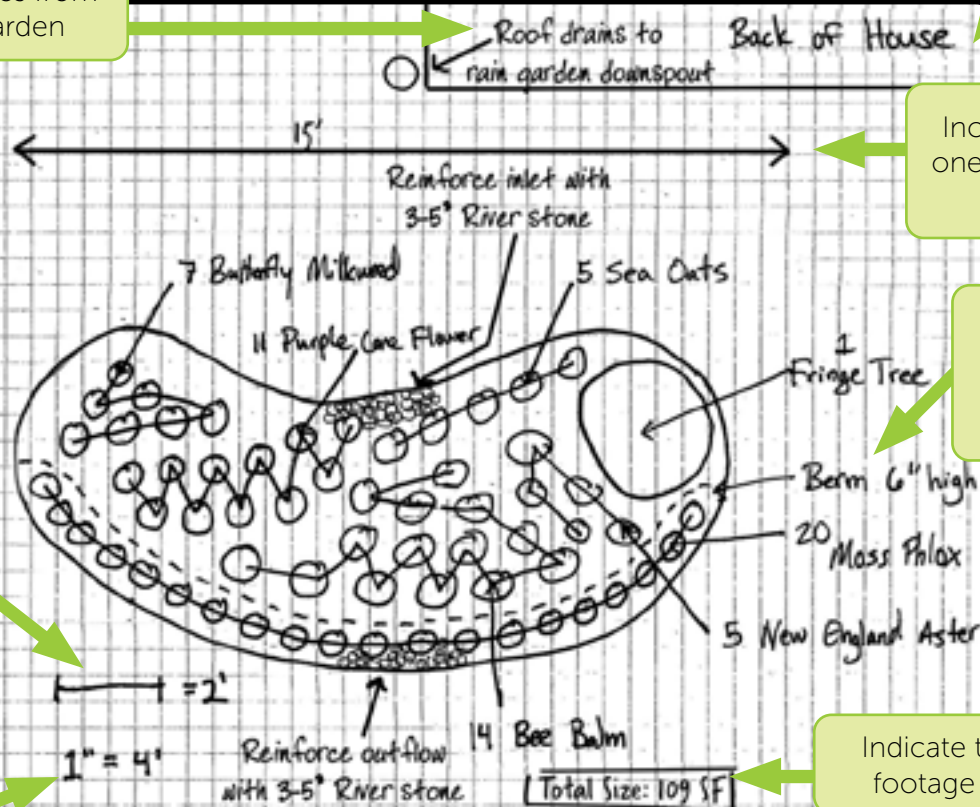 from
arden
Roof drains to
rain garden downspout
Back of House
15'
one
Reinforce inlet with
3-5" River stone
7 Butterfly Milkweed
5 Sea Oats
11 Purple Cone Flower
1
Fringe Tree
Berm 6" high
20
Moss Phlox
5 New England Aster
= 2'
1" = 4'
Reinforce outflow
with 3-5" River stone
14 Bee Balm
Total Size: 109 SF
Indicate t
footage